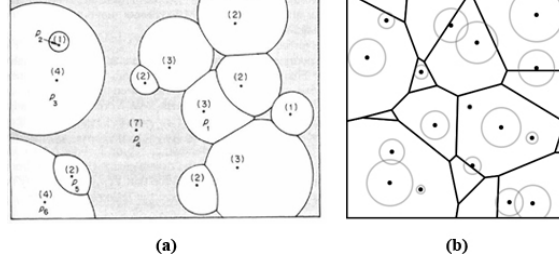 (2)
P2 (1)
(3)
(4)
P3
(2)
(2)
(3)
P1
(1)
(7)
P4
(2)
P5
(3)
(2)
(4)
P6
(a)
(b)